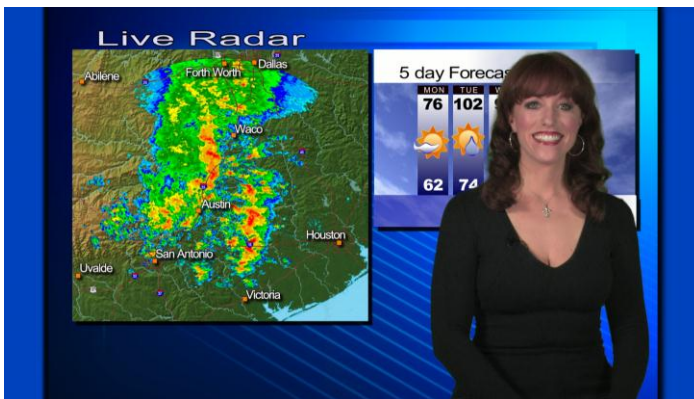 Live Radar
Abilene
Forth Worth
Dallas
Waco
Austin
Houston
San Antonio
Uvalde
Victoria
5 day
MON TUE
76 102
62 74